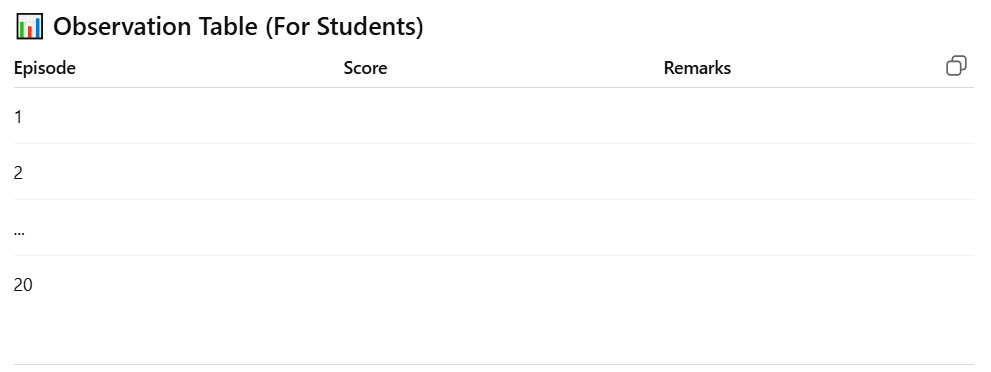 📊 Observation Table (For Students)
Episode Score Remarks
1
2
...
20